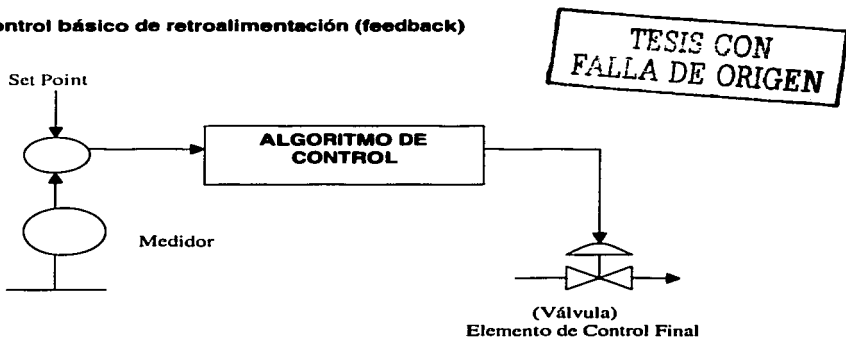 ontrol básico de retroalimentación (feedback)
TESIS CON
FALLA DE ORIGEN
Set Point
ALGORITMO DE
CONTROL
Medidor
(Válvula)
Elemento de Control Final